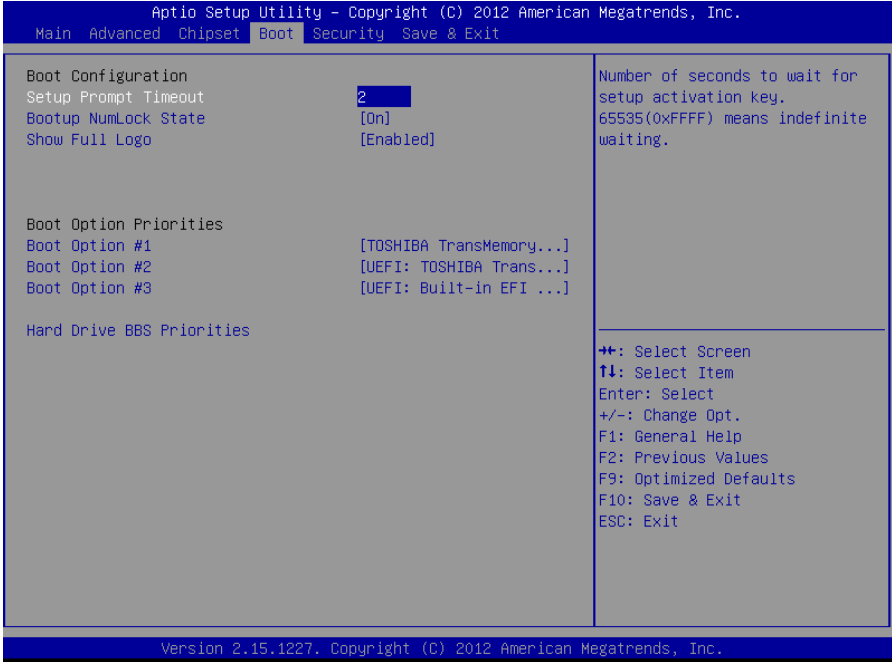 Aptio Setup Utility – Copyright (C) 2012 American Megatrends, Inc.
Main Advanced Chipset Boot Security Save & Exit
Boot Configuration
Setup Prompt Timeout 2
Bootup NumLock State [On]
Show Full Logo [Enabled]
Boot Option Priorities
Boot Option #1 [TOSHIBA TransMemory...]
Boot Option #2 [UEFI: TOSHIBA Trans...]
Boot Option #3 [UEFI: Built-in EFI ...]
Hard Drive BBS Priorities
Number of seconds to wait for
setup activation key.
65535(0xFFFF) means indefinite
waiting.
→←: Select Screen
↑↓: Select Item
Enter: Select
+/-: Change Opt.
F1: General Help
F2: Previous Values
F9: Optimized Defaults
F10: Save & Exit
ESC: Exit
Version 2.15.1227. Copyright (C) 2012 American Megatrends, Inc.